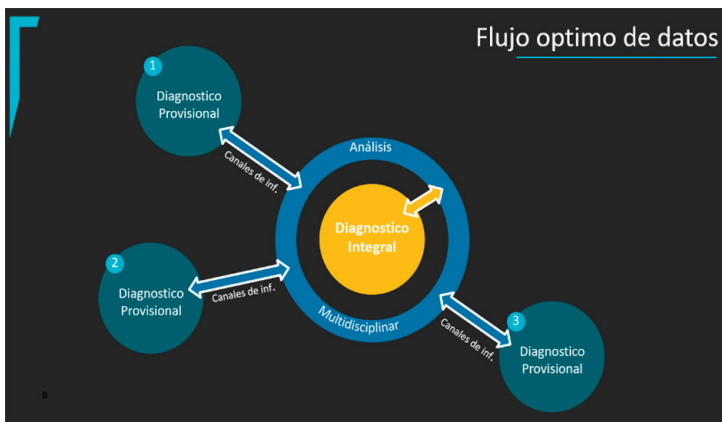 Flujo optimo de datos
1
Diagnostico
Provisional
Canales de inf.
Análisis
Diagnostico
Integral
Multidisciplinar
2
Diagnostico
Provisional
Canales de inf.
3
Diagnostico
Provisional
Canales de inf.
8